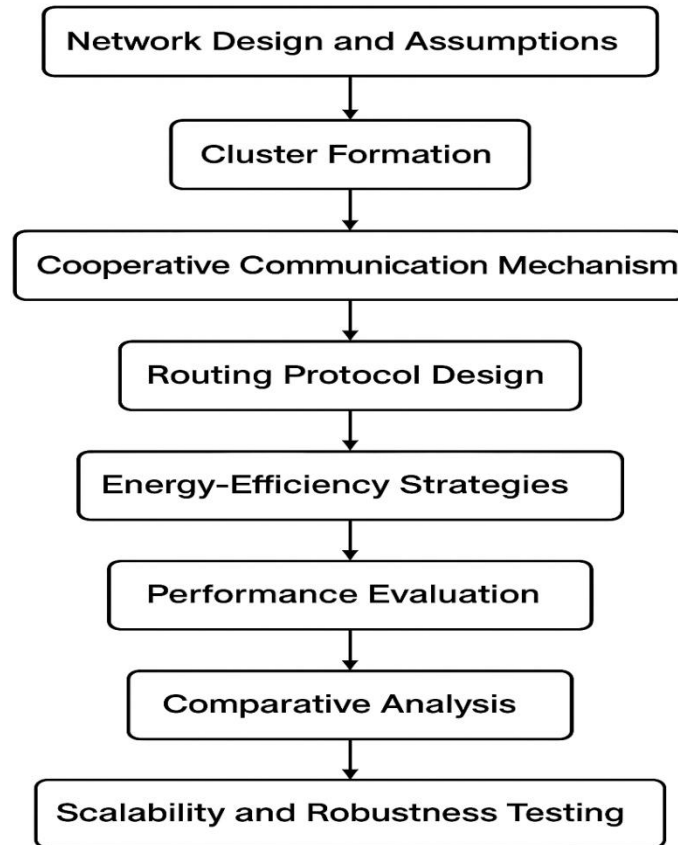 Network Design and Assumptions
Cluster Formation
Cooperative Communication Mechanism
Routing Protocol Design
Energy-Efficiency Strategies
Performance Evaluation
Comparative Analysis
Scalability and Robustness Testing